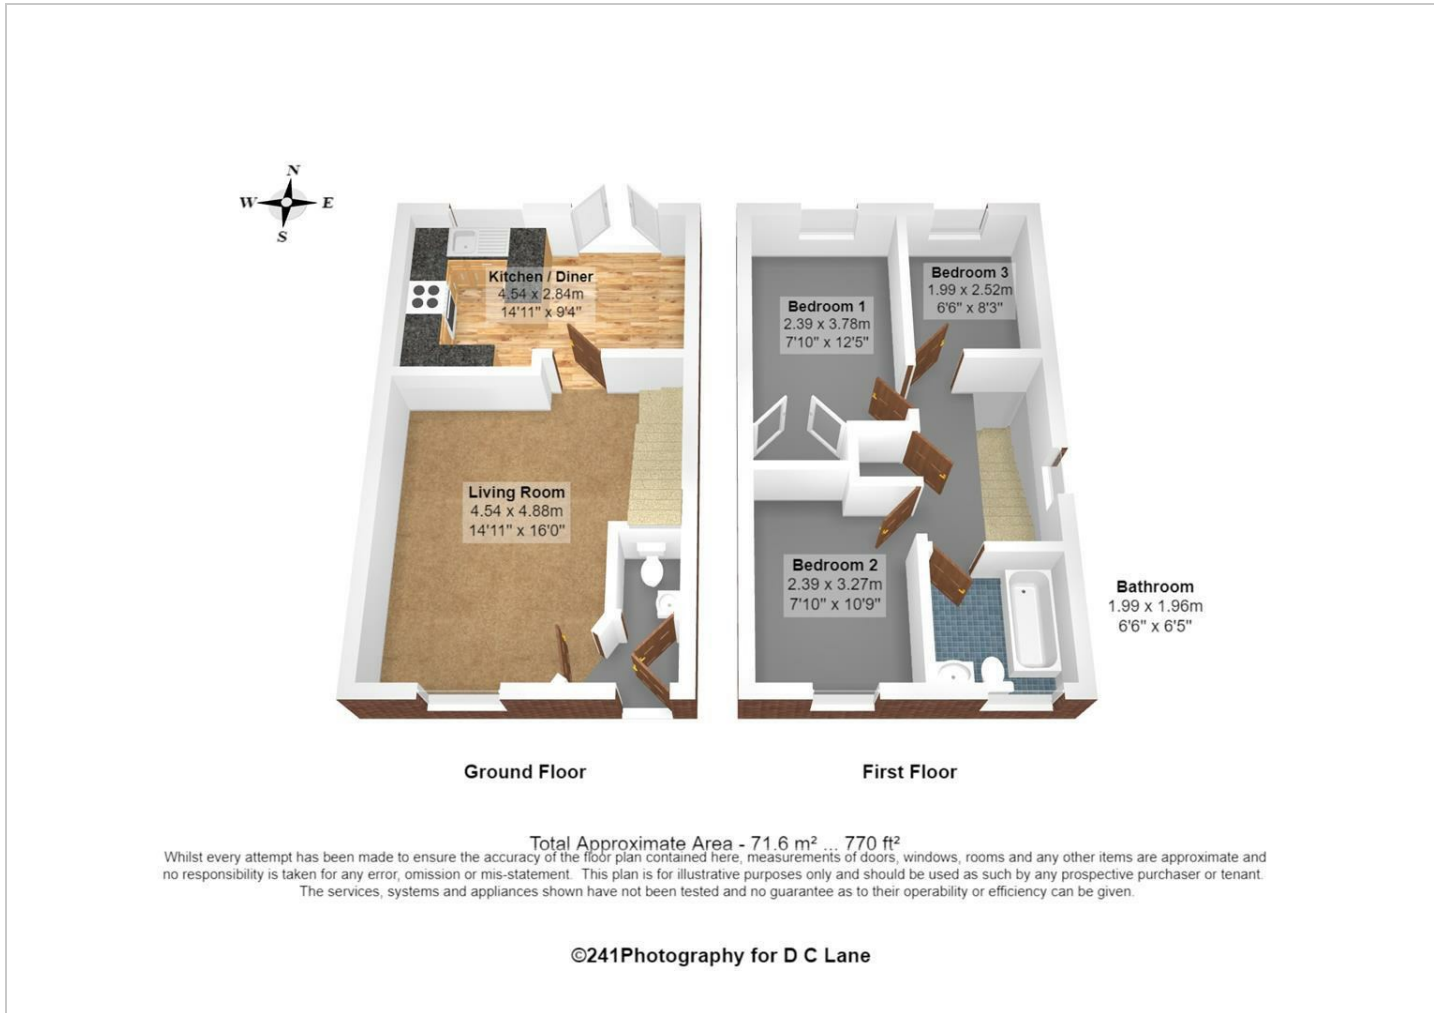 N
W E
S
Kitchen / Diner
4.54 x 2.84m
14'11" x 9'4"
Living Room
4.54 x 4.88m
14'11" x 16'0"
Bedroom 1
2.39 x 3.78m
7'10" x 12'5"
Bedroom 3
1.99 x 2.52m
6'6" x 8'3"
Bedroom 2
2.39 x 3.27m
7'10" x 10'9"
Bathroom
1.99 x 1.96m
6'6" x 6'5"
Ground Floor
First Floor
Total Approximate Area - 71.6 m² ... 770 ft²
Whilst every attempt has been made to ensure the accuracy of the floor plan contained here, measurements of doors, windows, rooms and any other items are approximate and
no responsibility is taken for any error, omission or mis-statement. This plan is for illustrative purposes only and should be used as such by any prospective purchaser or tenant.
The services, systems and appliances shown have not been tested and no guarantee as to their operability or efficiency can be given.
©241Photography for D C Lane